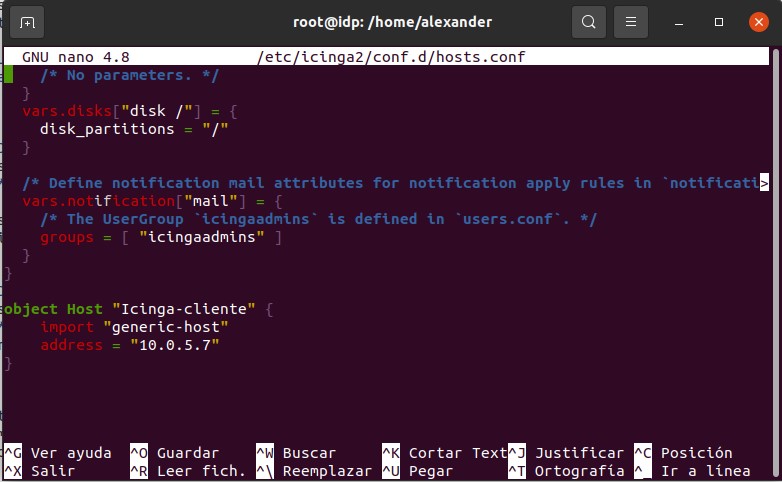 root@idp: /home/alexander
GNU nano 4.8 /etc/icinga2/conf.d/hosts.conf
/* No parameters. */
}
vars.disks["disk /"] = {
disk_partitions = "/"
}
/* Define notification mail attributes for notification apply rules in `notificati>
vars.notification["mail"] = {
/* The UserGroup `icingaadmins` is defined in `users.conf`. */
groups = [ "icingaadmins" ]
}
}
object Host "Icinga-cliente" {
import "generic-host"
address = "10.0.5.7"
}
^G Ver ayuda ^O Guardar ^W Buscar ^K Cortar Text ^J Justificar ^C Posición
^X Salir ^R Leer fich. ^\ Reemplazar ^U Pegar ^T Ortografía ^_ Ir a línea